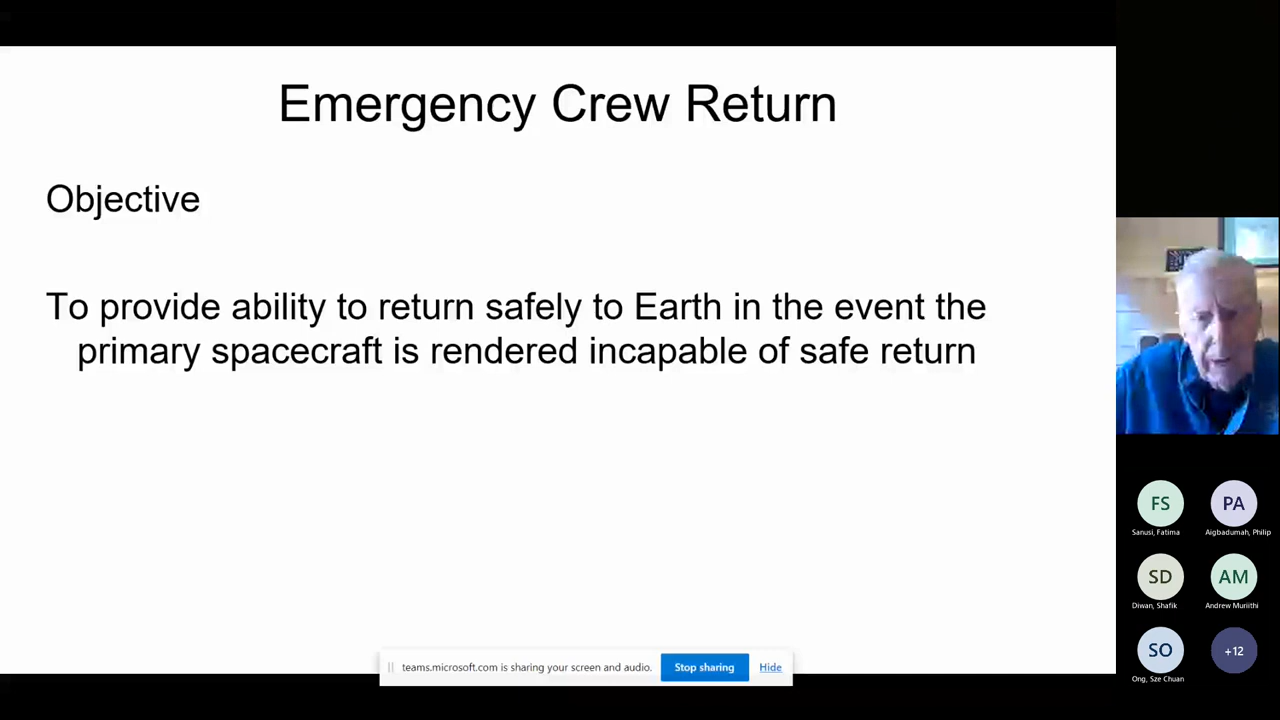 Emergency Crew Return
Objective
To provide ability to return safely to Earth in the event the
primary spacecraft is rendered incapable of safe return
teams.microsoft.com is sharing your screen and audio.
Stop sharing
Hide
FS
PA
Sanusi, Fatima
Aigbadumah, Philip
SD
AM
Diwan, Shafik
Andrew Muriithi
SO
+12
Ong, Sze Chuan